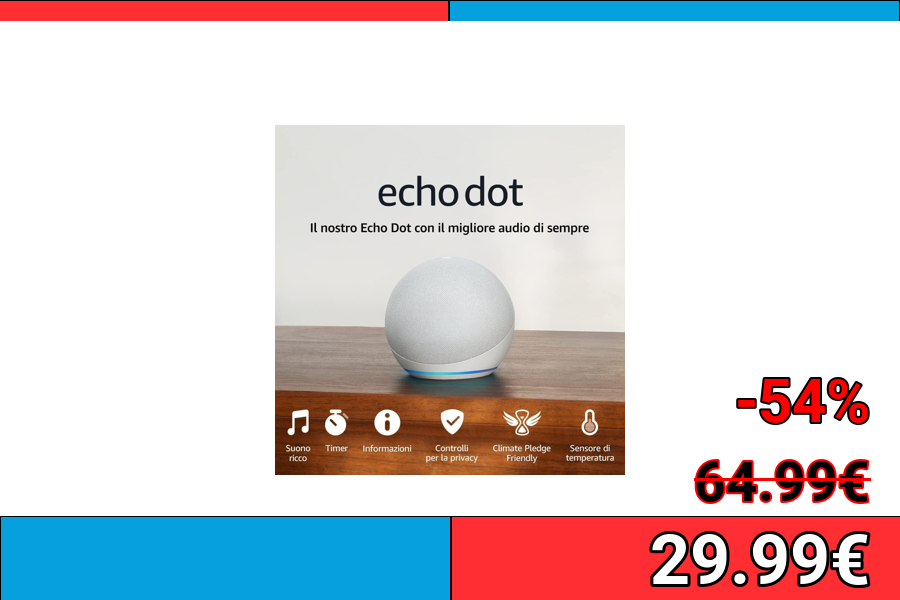 echo dot
Il nostro Echo Dot con il migliore audio di sempre
Suono
ricco
Timer
Informazioni
Controlli
per la privacy
Climate Pledge
Friendly
Sensore di
temperatura
-54%
64.99€
29.99€